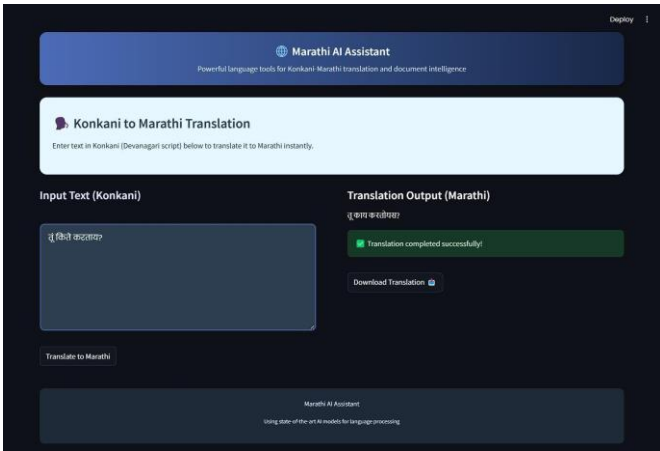 Deploy
Marathi AI Assistant
Powerful language tools for Konkani-Marathi translation and document intelligence
Konkani to Marathi Translation
Enter text in Konkani (Devanagari script) below to translate it to Marathi instantly.
Input Text (Konkani)
तूं कितें करताय?
Translate to Marathi
Translation Output (Marathi)
तू काय करतोयस?
Translation completed successfully!
Download Translation
Marathi AI Assistant
Using state-of-the-art AI models for language processing